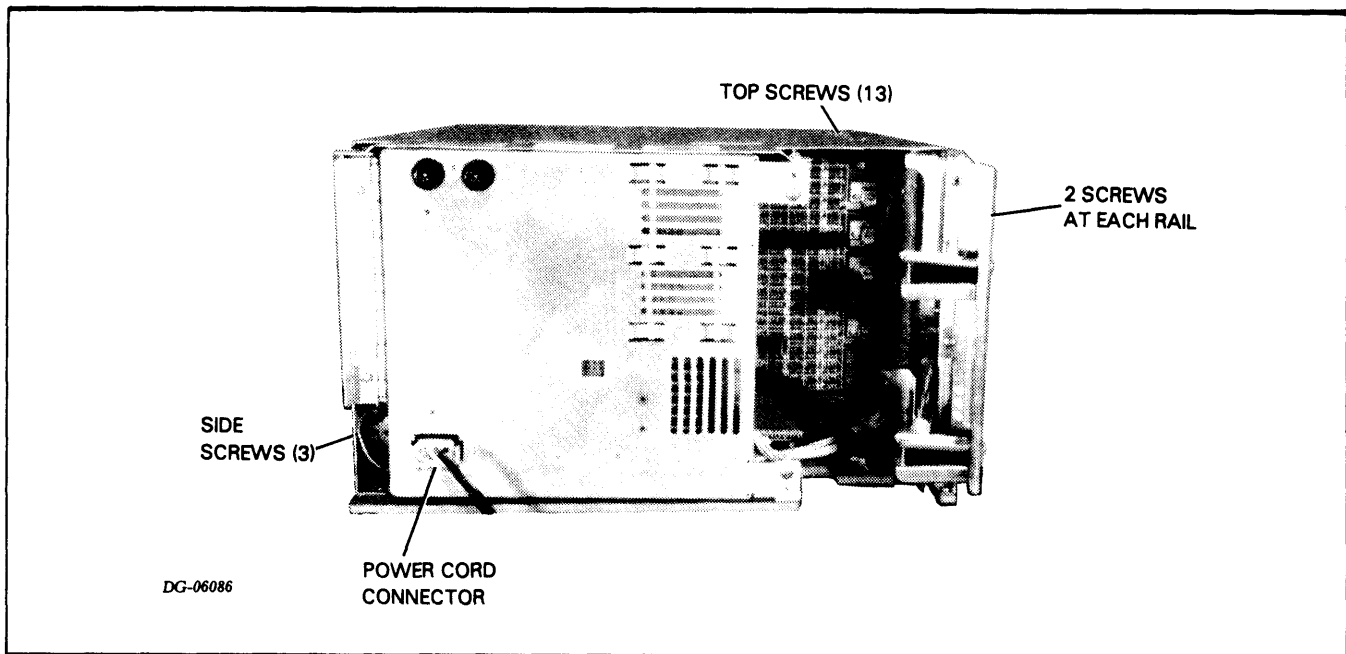 TOP SCREWS (13)
2 SCREWS
AT EACH RAIL
SIDE
SCREWS (3)
POWER CORD
CONNECTOR
DG-06086